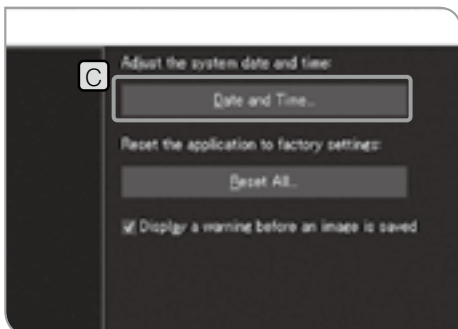 Adjust the system date and time:
C
Date and Time...
Reset the application to factory settings:
Reset All...
Display a warning before an image is saved